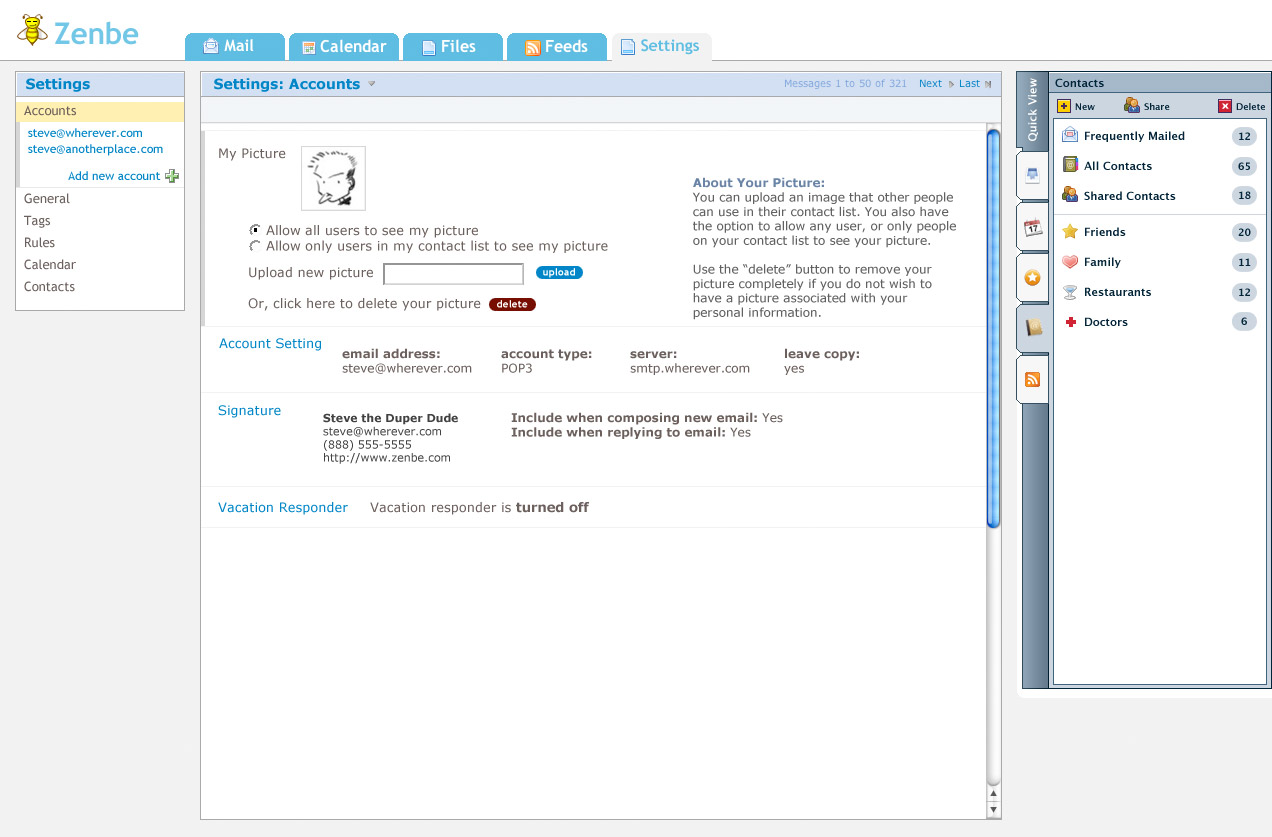 Zenbe
Mail
Calendar
Files
Feeds
Settings
Settings
Accounts
steve@wherever.com
steve@anotherplace.com
Add new account
General
Tags
Rules
Calendar
Contacts
Settings: Accounts
Messages 1 to 50 of 321 Next Last
My Picture
Allow all users to see my picture
Allow only users in my contact list to see my picture
Upload new picture upload
Or, click here to delete your picture delete
About Your Picture:
You can upload an image that other people
can use in their contact list. You also have
the option to allow any user, or only people
on your contact list to see your picture.
Use the “delete” button to remove your
picture completely if you do not wish to
have a picture associated with your
personal information.
Account Setting
email address: account type: server: leave copy:
steve@wherever.com POP3 smtp.wherever.com yes
Signature
Steve the Duper Dude
steve@wherever.com
(888) 555-5555
http://www.zenbe.com
Include when composing new email: Yes
Include when replying to email: Yes
Vacation Responder Vacation responder is turned off
Quick View
17
Contacts
New Share Delete
Frequently Mailed 12
All Contacts 65
Shared Contacts 18
Friends 20
Family 11
Restaurants 12
Doctors 6